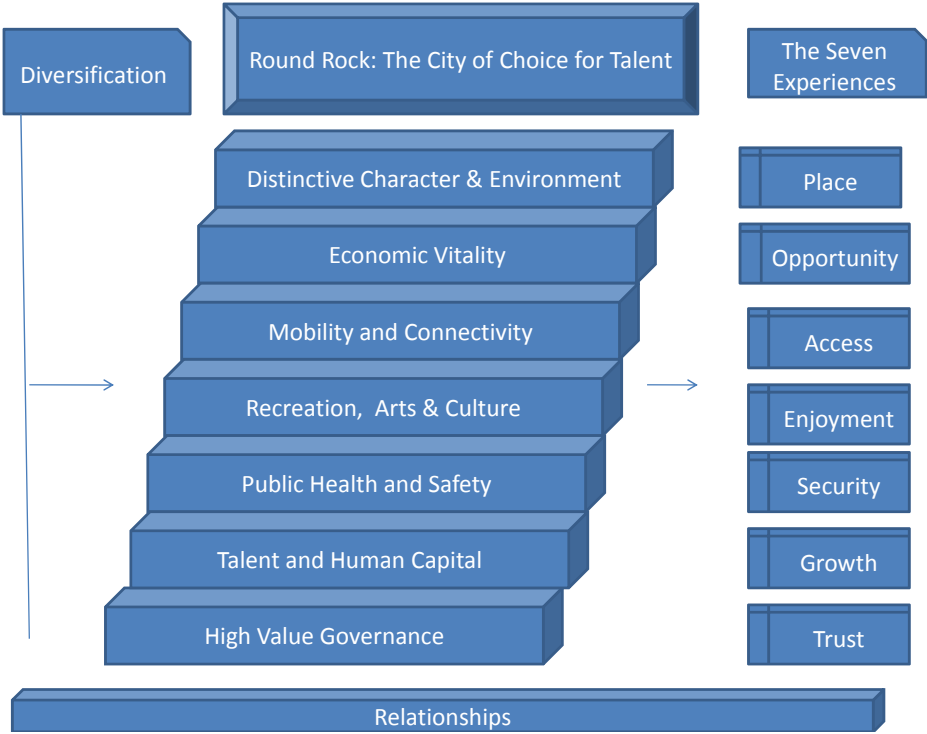 Diversification
Round Rock: The City of Choice for Talent
The Seven
Experiences
Distinctive Character & Environment
Place
Economic Vitality
Opportunity
Mobility and Connectivity
Access
Recreation, Arts & Culture
Enjoyment
Public Health and Safety
Security
Talent and Human Capital
Growth
High Value Governance
Trust
Relationships